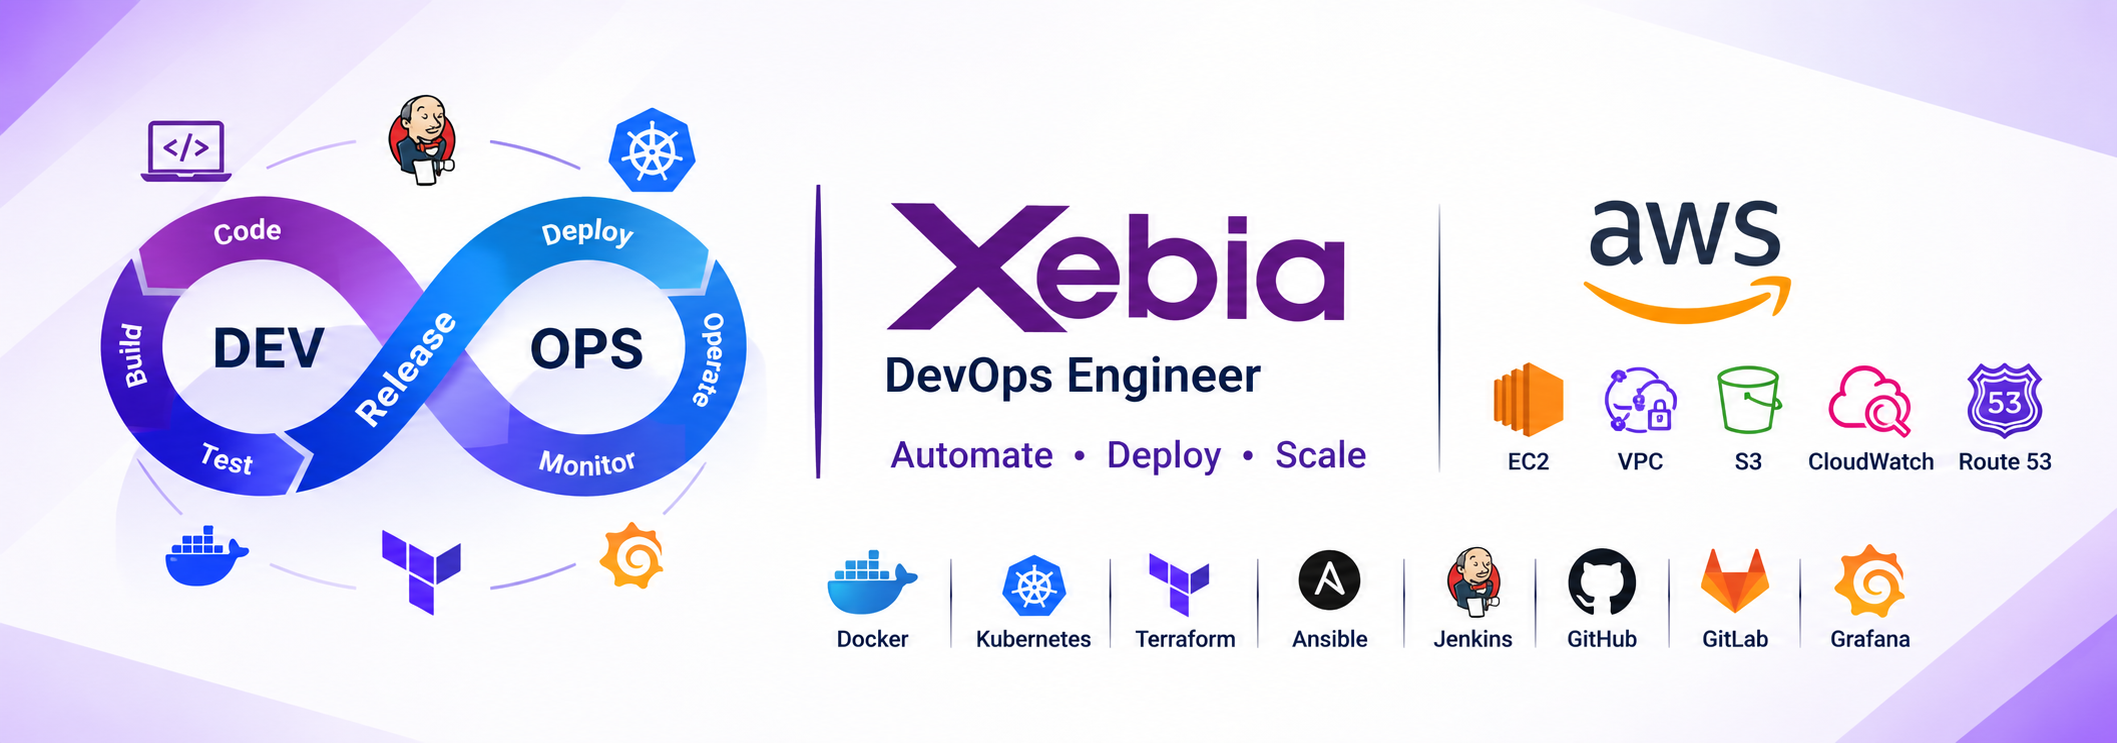 </>
Code
Deploy
Build
DEV
Release
OPS
Operate
Test
Monitor
Xebia
DevOps Engineer
Automate • Deploy • Scale
aws
53
EC2 VPC S3 CloudWatch Route 53
Docker Kubernetes Terraform Ansible Jenkins GitHub GitLab Grafana